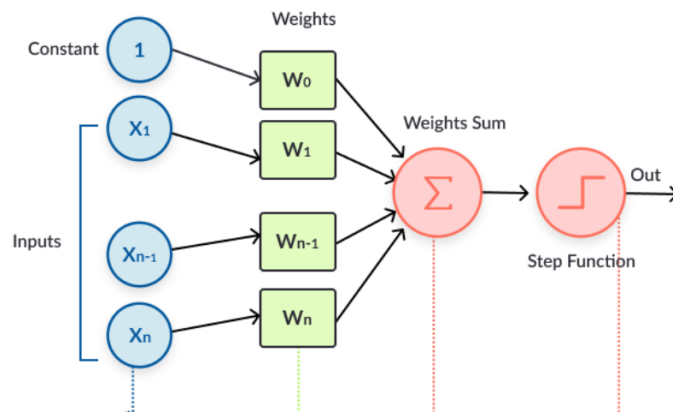 Weights
Constant
1
W0
X1
W1
Weights Sum
Σ
Out
Inputs
Xn-1
Wn-1
Step Function
Xn
Wn